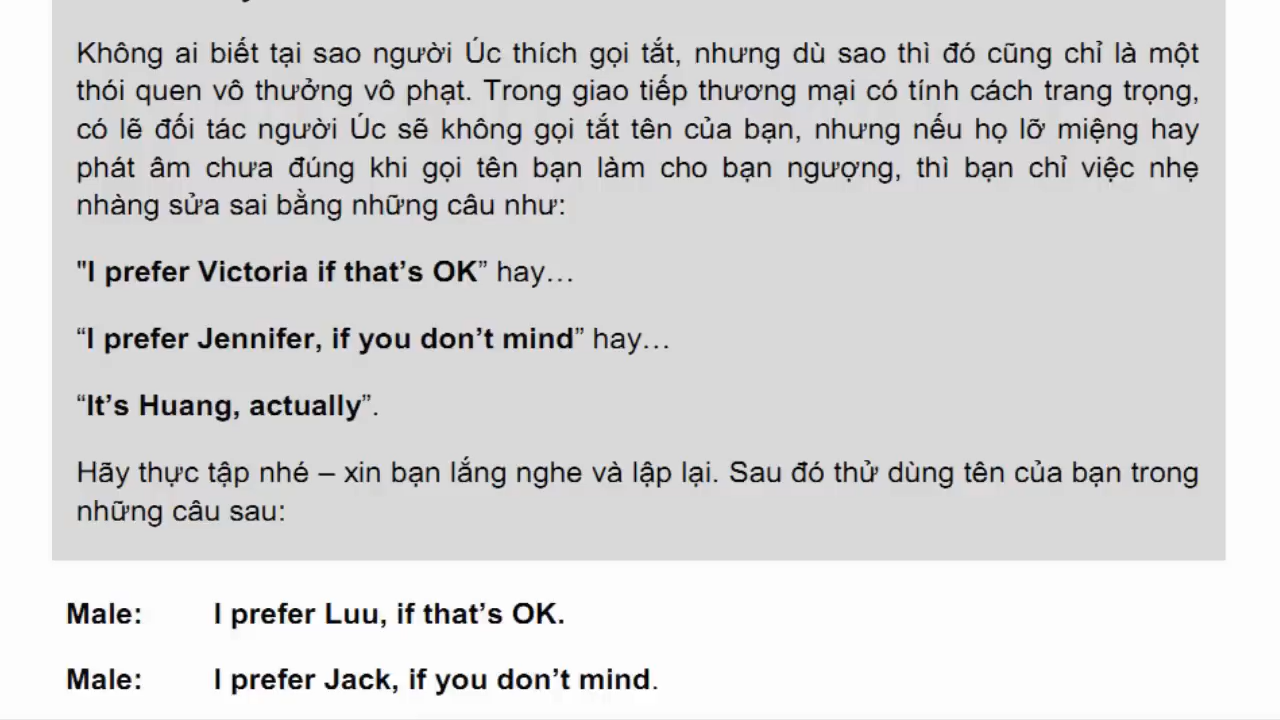 Không ai biết tại sao người Úc thích gọi tắt, nhưng dù sao thì đó cũng chỉ là một
thói quen vô thưởng vô phạt. Trong giao tiếp thương mại có tính cách trang trọng,
có lẽ đối tác người Úc sẽ không gọi tắt tên của bạn, nhưng nếu họ lỡ miệng hay
phát âm chưa đúng khi gọi tên bạn làm cho bạn ngượng, thì bạn chỉ việc nhẹ
nhàng sửa sai bằng những câu như:
"I prefer Victoria if that’s OK” hay…
“I prefer Jennifer, if you don’t mind” hay…
“It’s Huang, actually”.
Hãy thực tập nhé – xin bạn lắng nghe và lập lại. Sau đó thử dùng tên của bạn trong
những câu sau:
Male: I prefer Luu, if that’s OK.
Male: I prefer Jack, if you don’t mind.